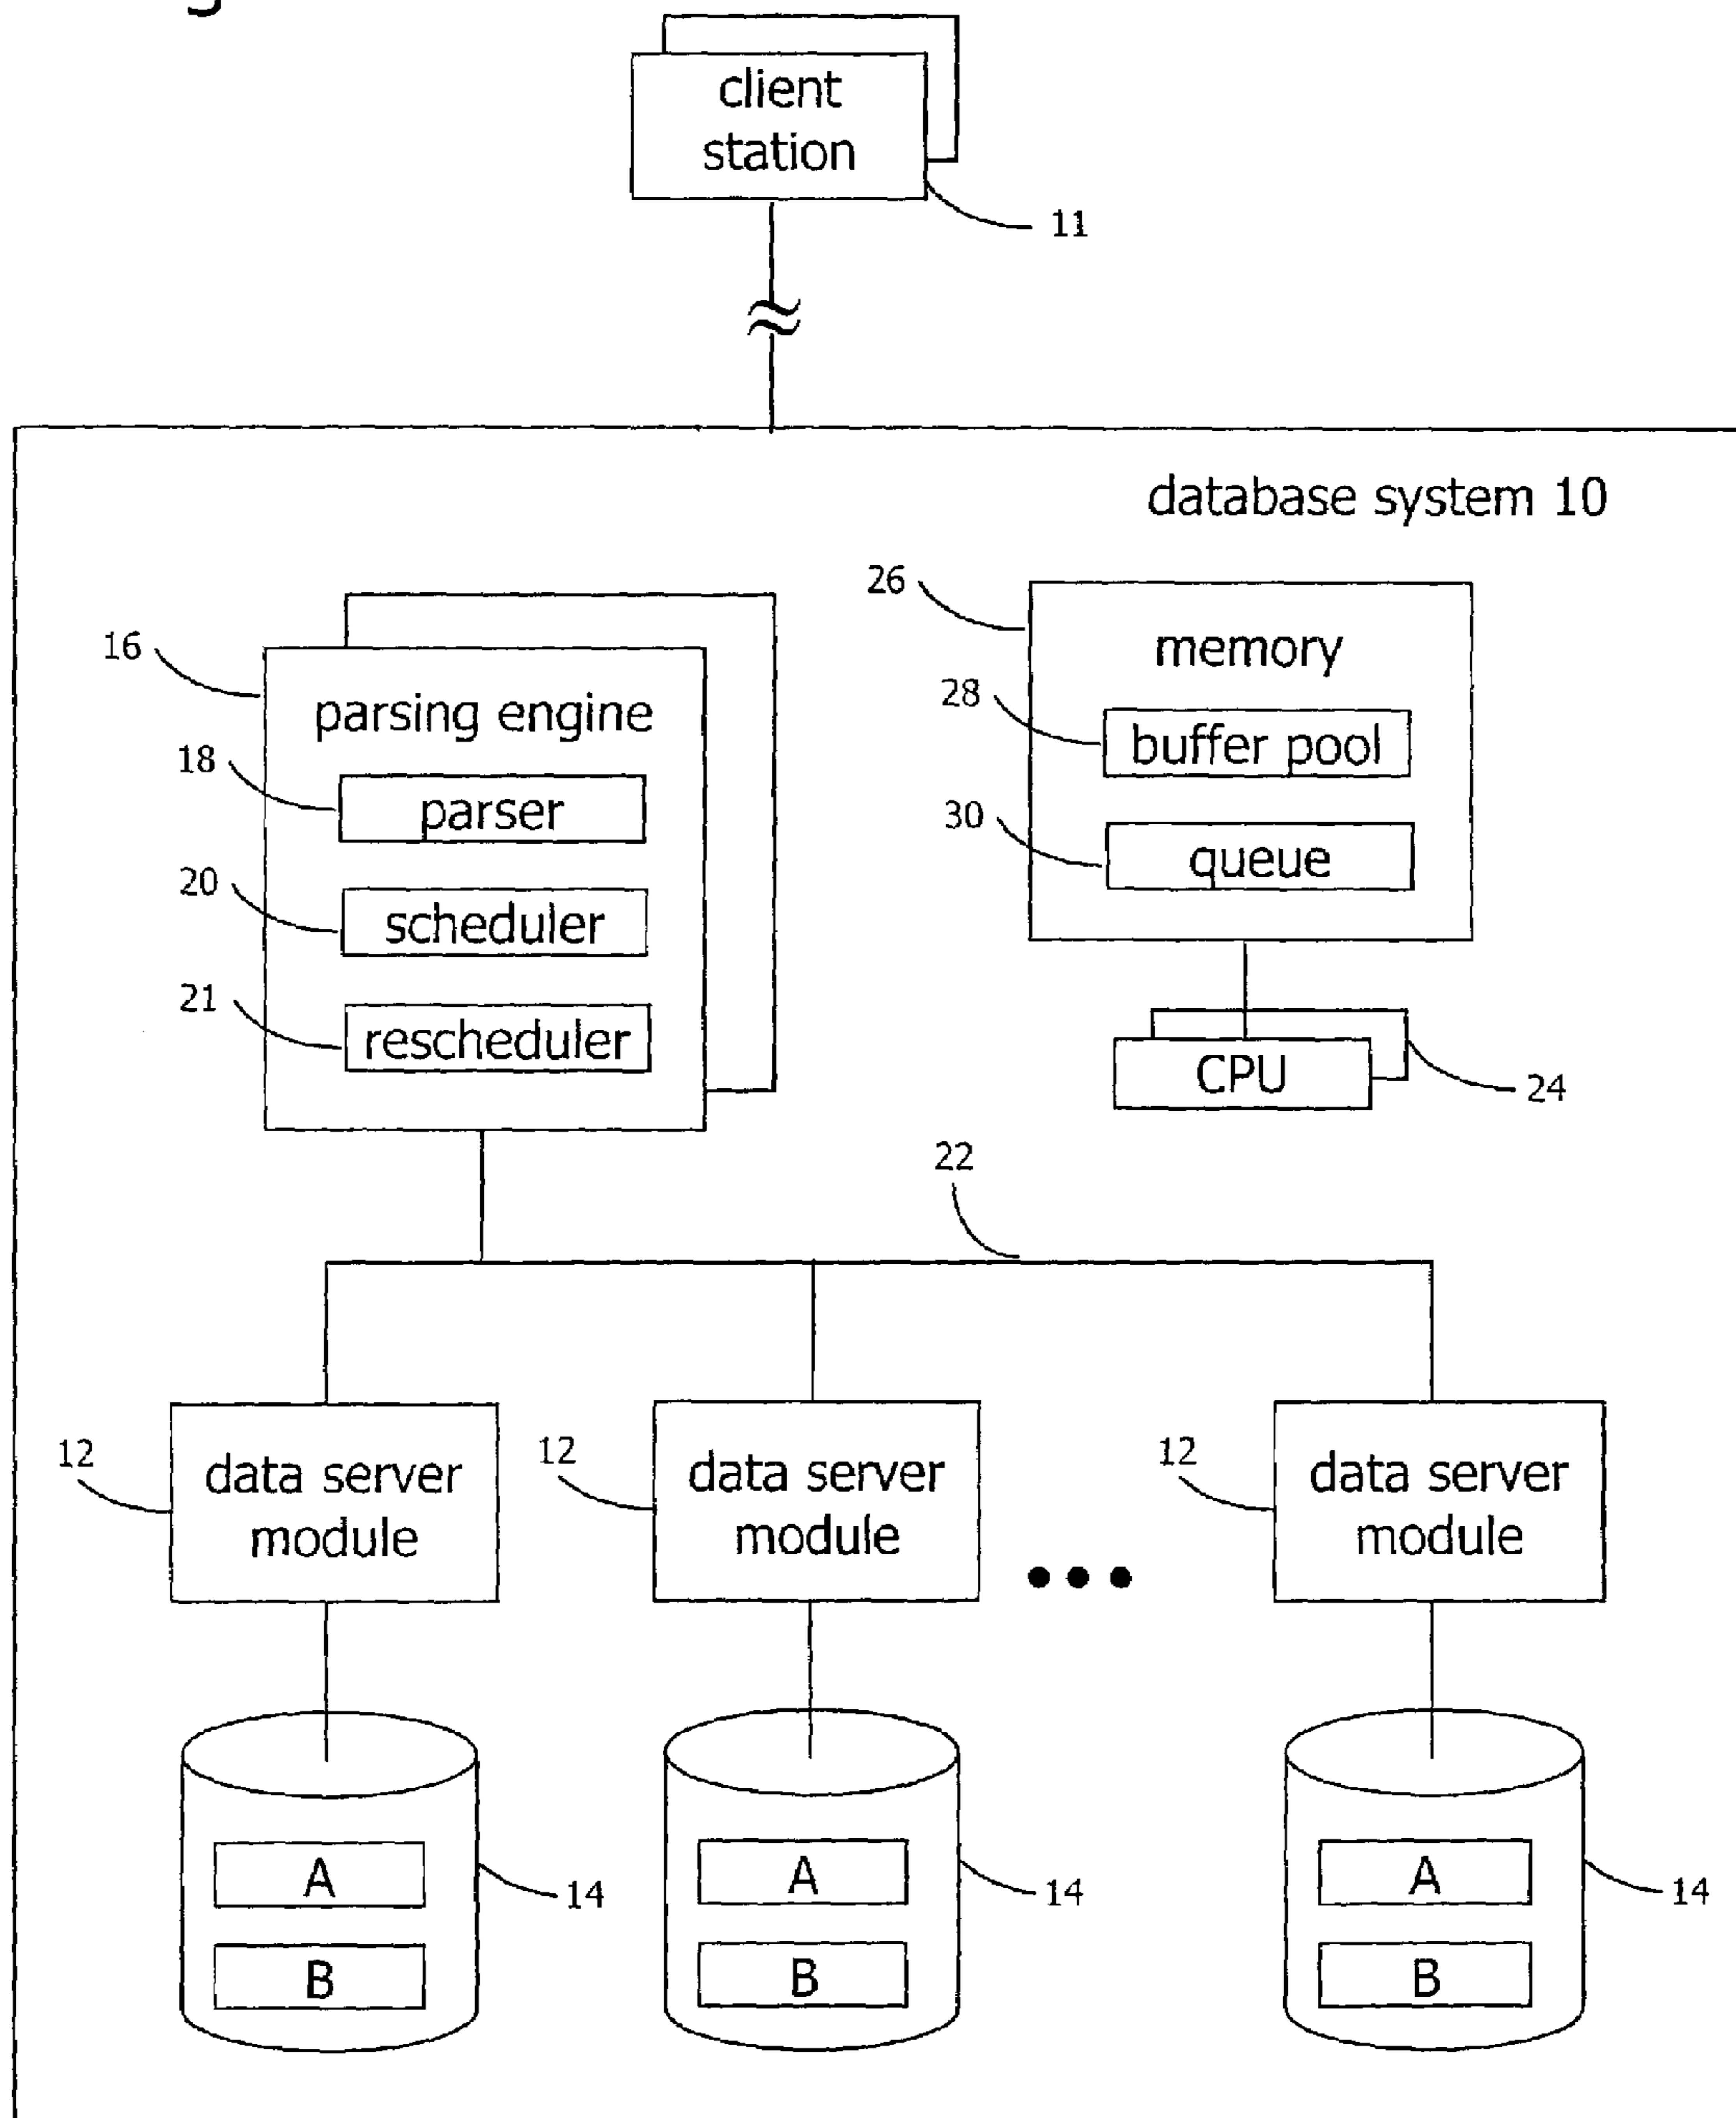 client
station
11
database system 10
16
parsing engine
18
parser
20
scheduler
21
rescheduler
26
memory
28
buffer pool
30
queue
CPU
24
22
12
data server
module
12
data server
module
•••
12
data server
module
A
B
14
A
B
14
A
B
14